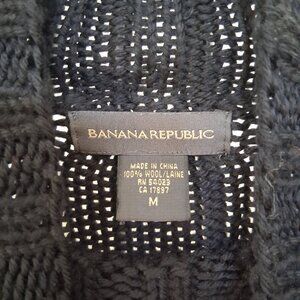 BANANA REPUBLIC
MADE IN CHINA
100% WOOL/LAINE
RN 54023
CA 17897
M